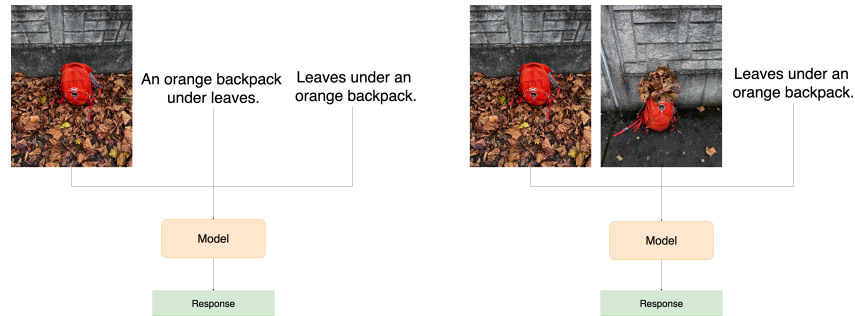 An orange backpack
under leaves.
Leaves under an
orange backpack.
Model
Response
Leaves under an
orange backpack.
Model
Response